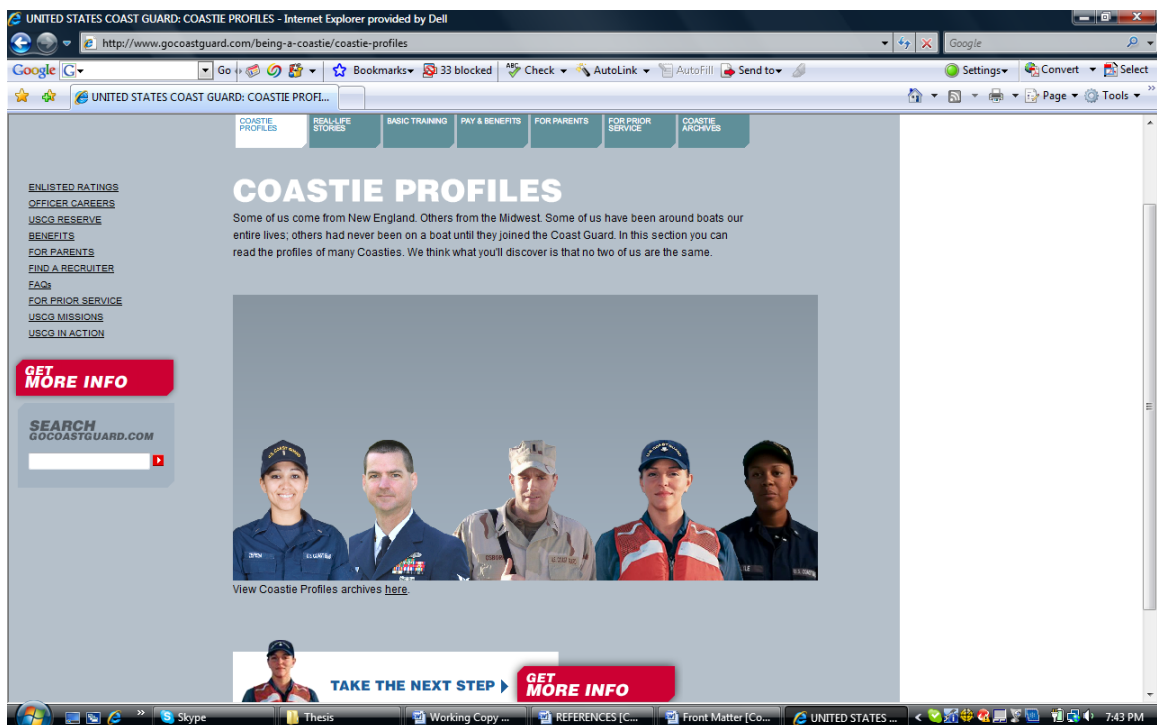 UNITED STATES COAST GUARD: COASTIE PROFILES - Internet Explorer provided by Dell
http://www.gocoastguard.com/being-a-coastie/coastie-profiles
Google
Google G
Go
Bookmarks
33 blocked
ABC
Check
AutoLink
AutoFill
Send to
Settings
Convert
Select
UNITED STATES COAST GUARD: COASTIE PROFI...
Page
Tools
COASTIE PROFILES
REAL-LIFE STORIES
BASIC TRAINING
PAY & BENEFITS
FOR PARENTS
FOR PRIOR SERVICE
COASTIE ARCHIVES
ENLISTED RATINGS
OFFICER CAREERS
USCG RESERVE
BENEFITS
FOR PARENTS
FIND A RECRUITER
FAQs
FOR PRIOR SERVICE
USCG MISSIONS
USCG IN ACTION
GET
MORE INFO
SEARCH
GOCOASTGUARD.COM
COASTIE PROFILES
Some of us come from New England. Others from the Midwest. Some of us have been around boats our
entire lives; others had never been on a boat until they joined the Coast Guard. In this section you can
read the profiles of many Coasties. We think what you'll discover is that no two of us are the same.
U.S. COAST GUARD
View Coastie Profiles archives here.
TAKE THE NEXT STEP
GET
MORE INFO
Skype
Thesis
Working Copy ...
REFERENCES [C...
Front Matter [Co...
UNITED STATES ...
7:43 PM